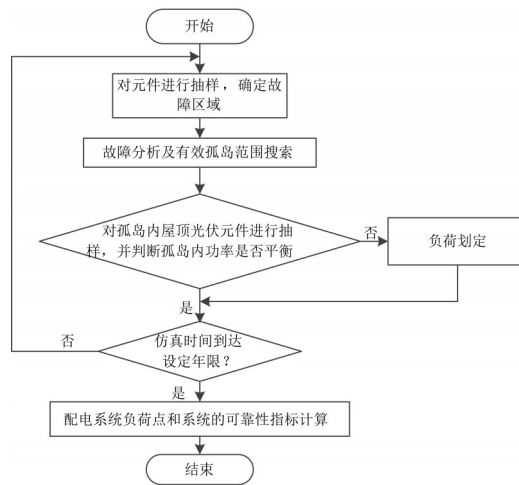 开始
对元件进行抽样，确定故
障区域
故障分析及有效孤岛范围搜索
对孤岛内屋顶光伏元件进行抽
样，并判断孤岛内功率是否平衡
否
负荷划定
是
仿真时间到达
设定年限？
否
是
配电系统负荷点和系统的可靠性指标计算
结束